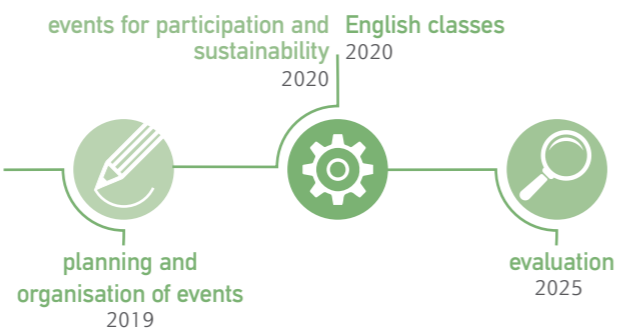 events for participation and
sustainability
2020
English classes
2020
planning and
organisation of events
2019
evaluation
2025